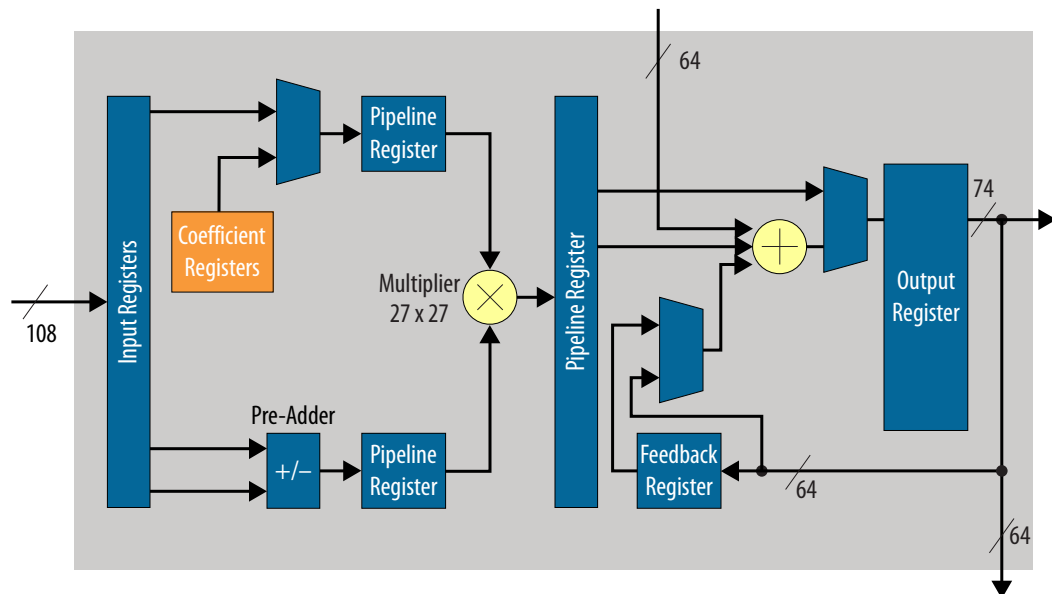 64
Pipeline
Register
74
Coefficient
Registers
Input Registers
Multiplier
27 x 27
Pipeline Register
Output
Register
108
Pre-Adder
+/−
Pipeline
Register
Feedback
Register
64
64